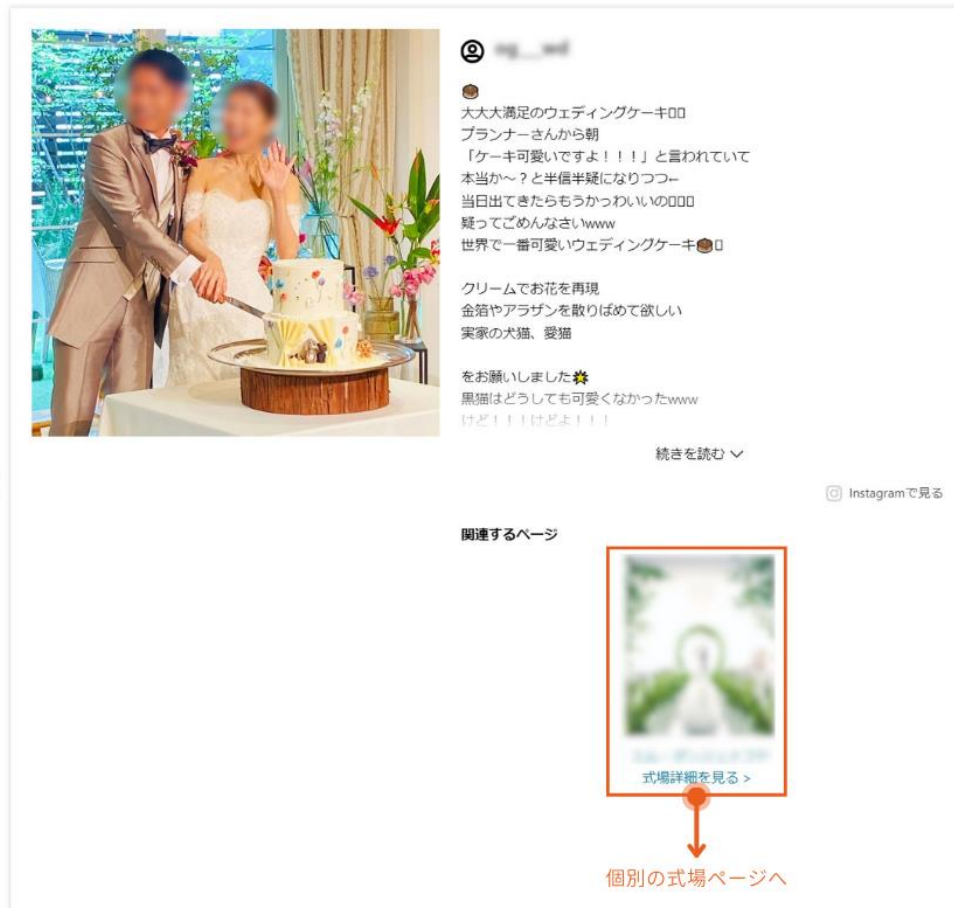 大大大満足のウェディングケーキ▯▯
プランナーさんから朝
「ケーキ可愛いですよ！！！」と言われていて
本当か～？と半信半疑になりつつ←
当日出てきたらもうかっわいいの▯▯▯
疑ってごめんなさいwww
世界で一番可愛いウェディングケーキ▯
クリームでお花を再現
金箔やアラザンを散りばめて欲しい
実家の犬猫、愛猫
をお願いしました
黒猫はどうしても可愛くなかったwww
けど！！！けどよ！！！
続きを読む
Instagramで見る
関連するページ
式場詳細を見る >
個別の式場ページへ